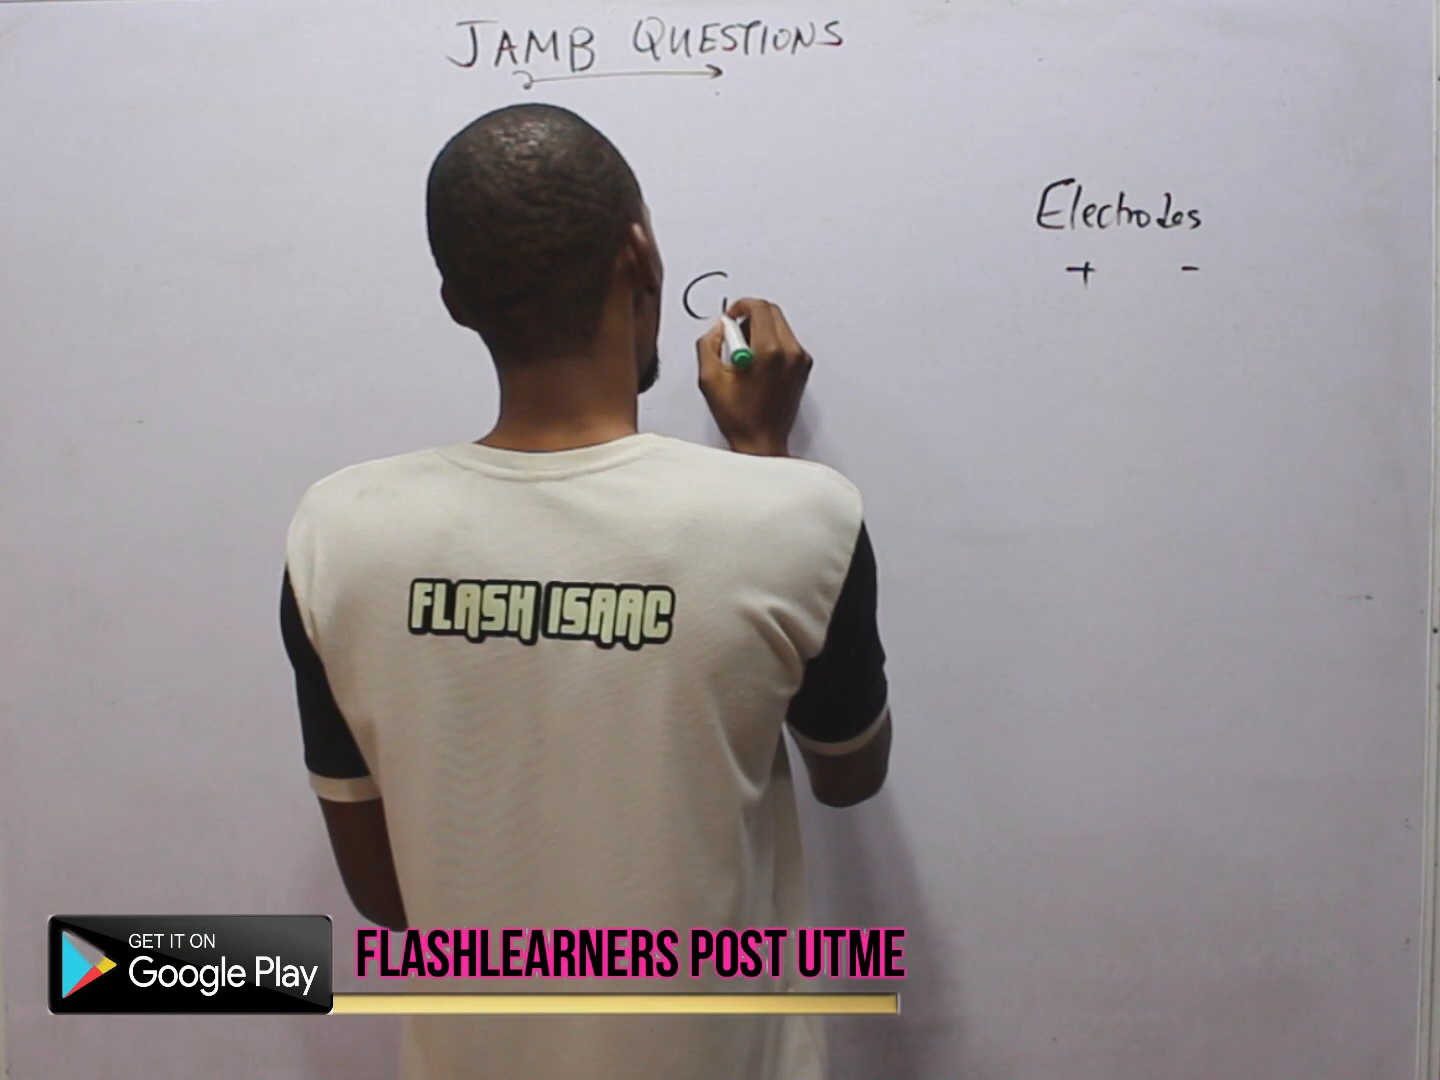 JAMB QUESTIONS
Electrodes
+ -
FLASH ISAAC
GET IT ON
Google Play
FLASHLEARNERS POST UTME